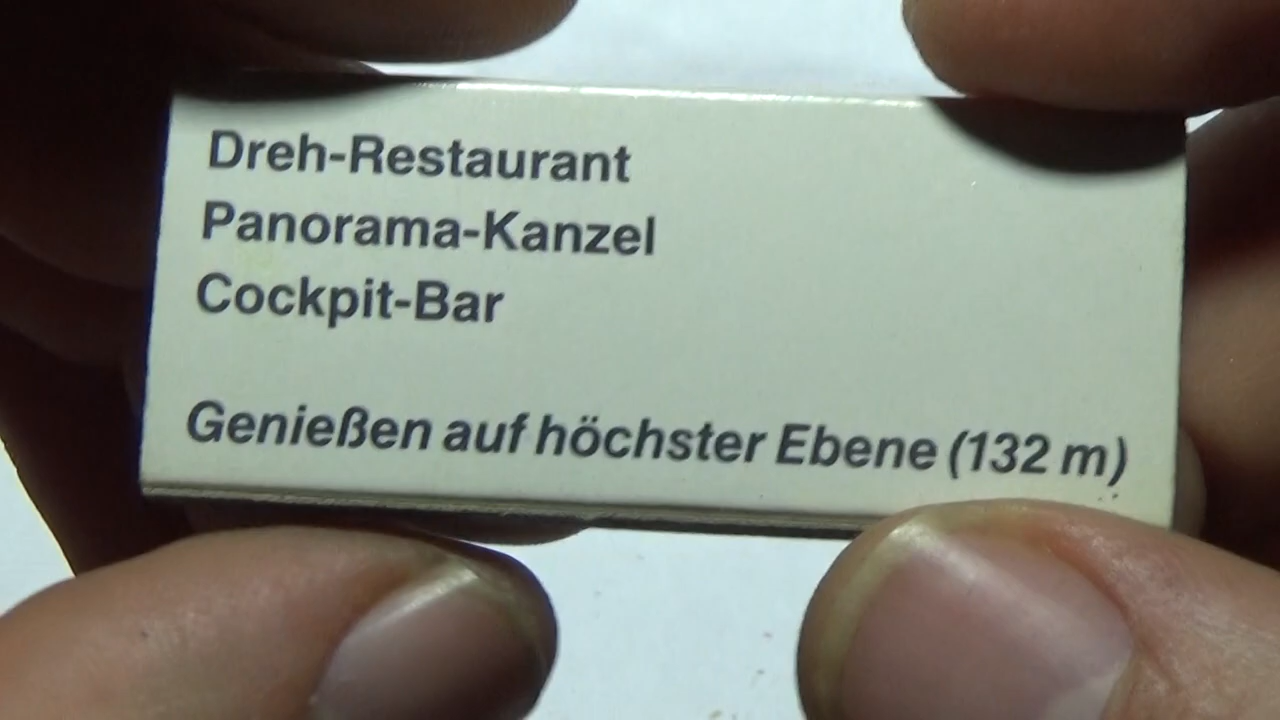 Dreh-Restaurant
Panorama-Kanzel
Cockpit-Bar
Genießen auf höchster Ebene (132 m)